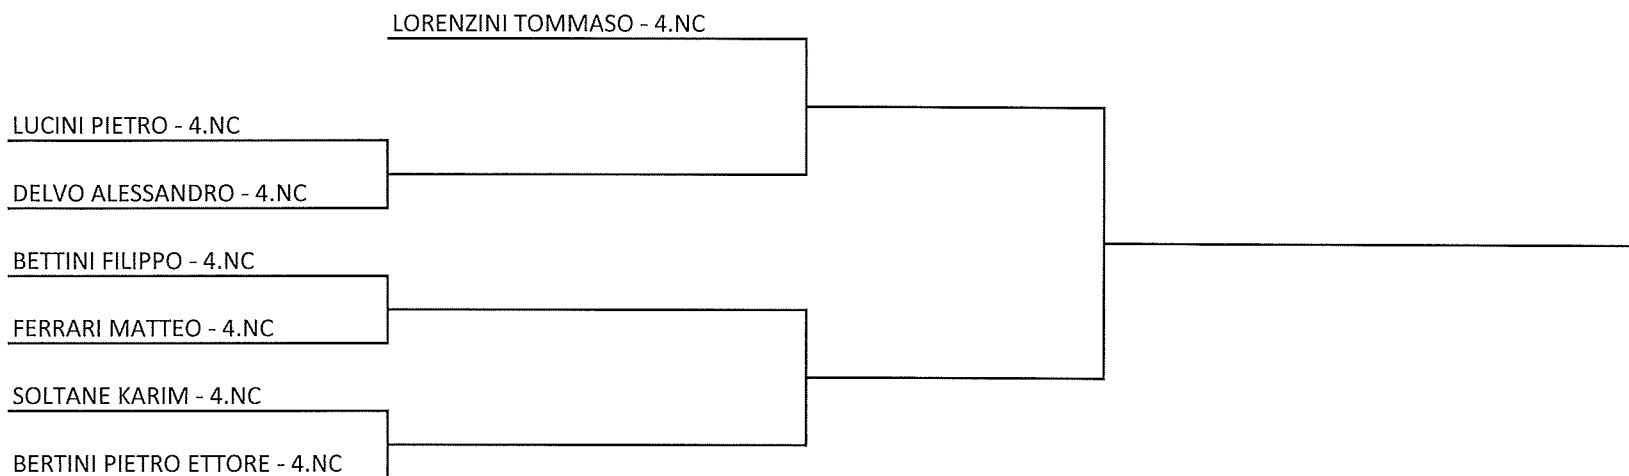 LORENZINI TOMMASO - 4.NC
LUCINI PIETRO - 4.NC
DELVO ALESSANDRO - 4.NC
BETTINI FILIPPO - 4.NC
FERRARI MATTEO - 4.NC
SOLTANE KARIM - 4.NC
BERTINI PIETRO ETTORE - 4.NC